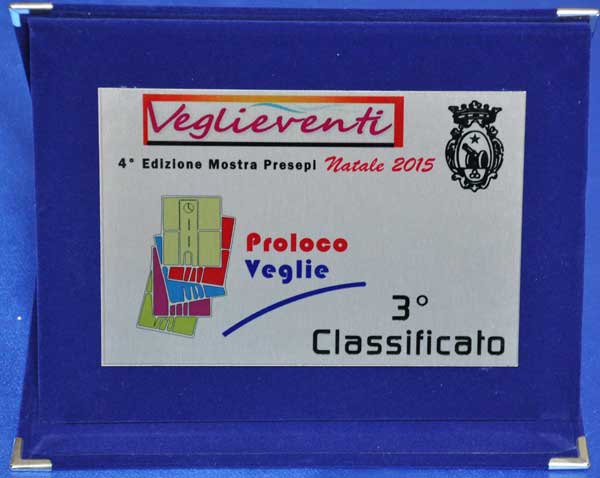 Veglieventi
4° Edizione Mostra Presepi Natale 2015
Proloco
Veglie
3°
Classificato